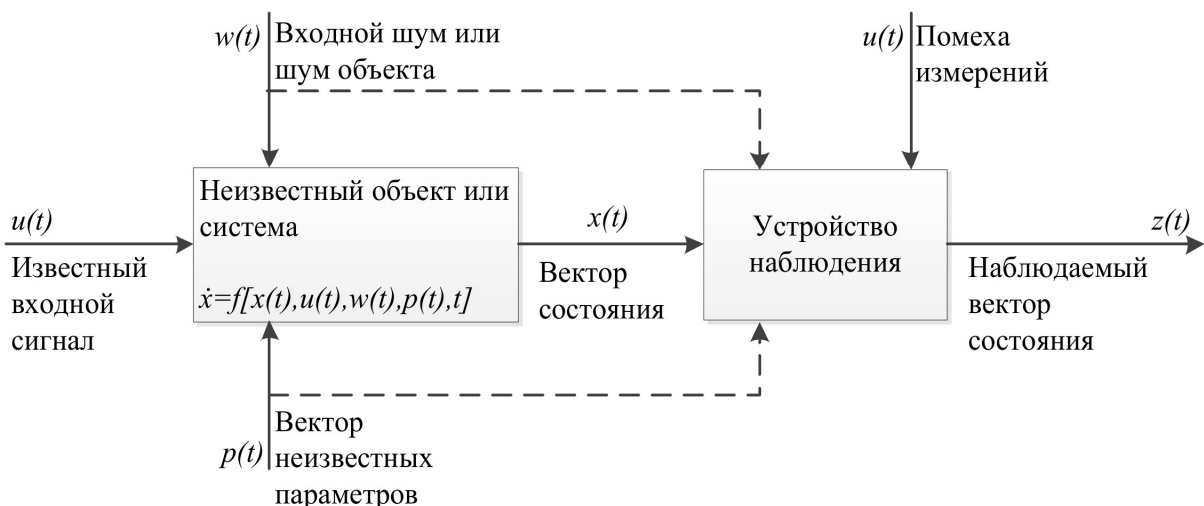 w(t)
Входной шум или
шум объекта
u(t)
Помеха
измерений
u(t)
Известный
входной
сигнал
Неизвестный объект или
система
ẋ=f[x(t),u(t),w(t),p(t),t]
x(t)
Вектор
состояния
Устройство
наблюдения
z(t)
Наблюдаемый
вектор
состояния
p(t)
Вектор
неизвестных
параметров